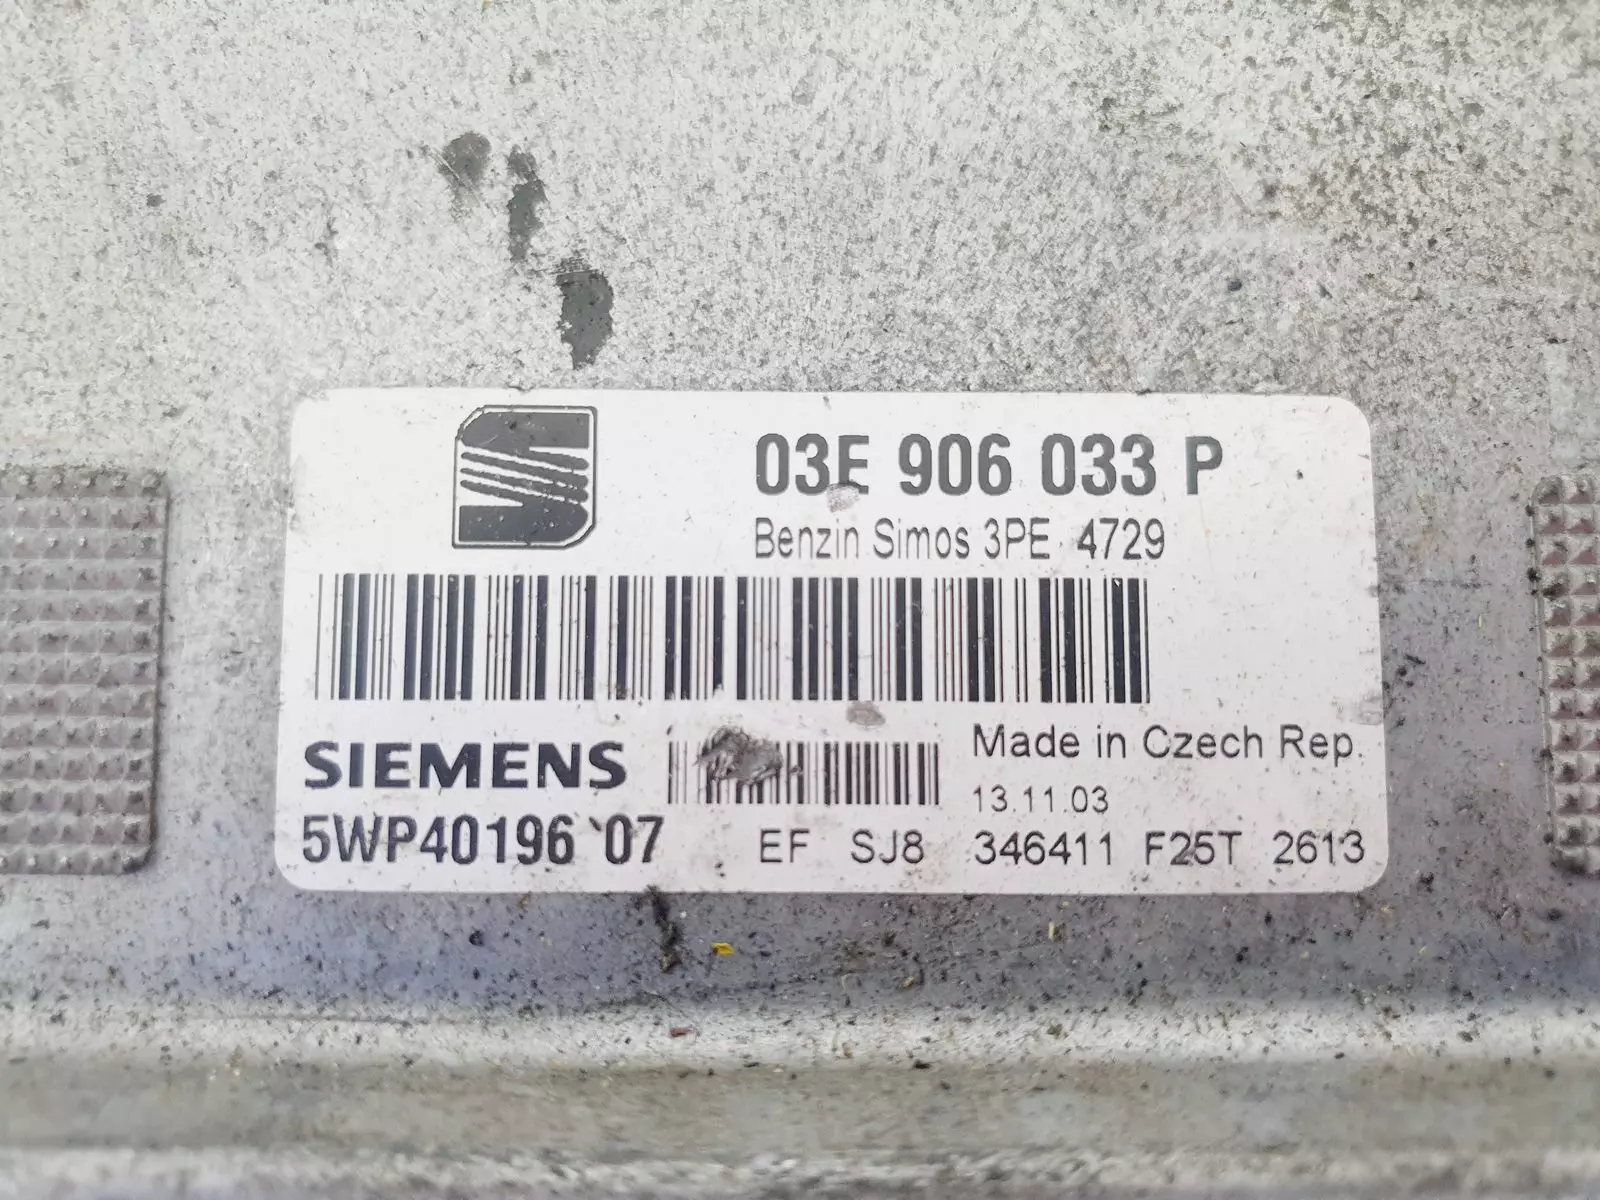 03E 906 033 P
Benzin Simos 3PE 4729
SIEMENS
Made in Czech Rep.
13.11.03
5WP40196 07
EF SJ8 346411 F25T 2613